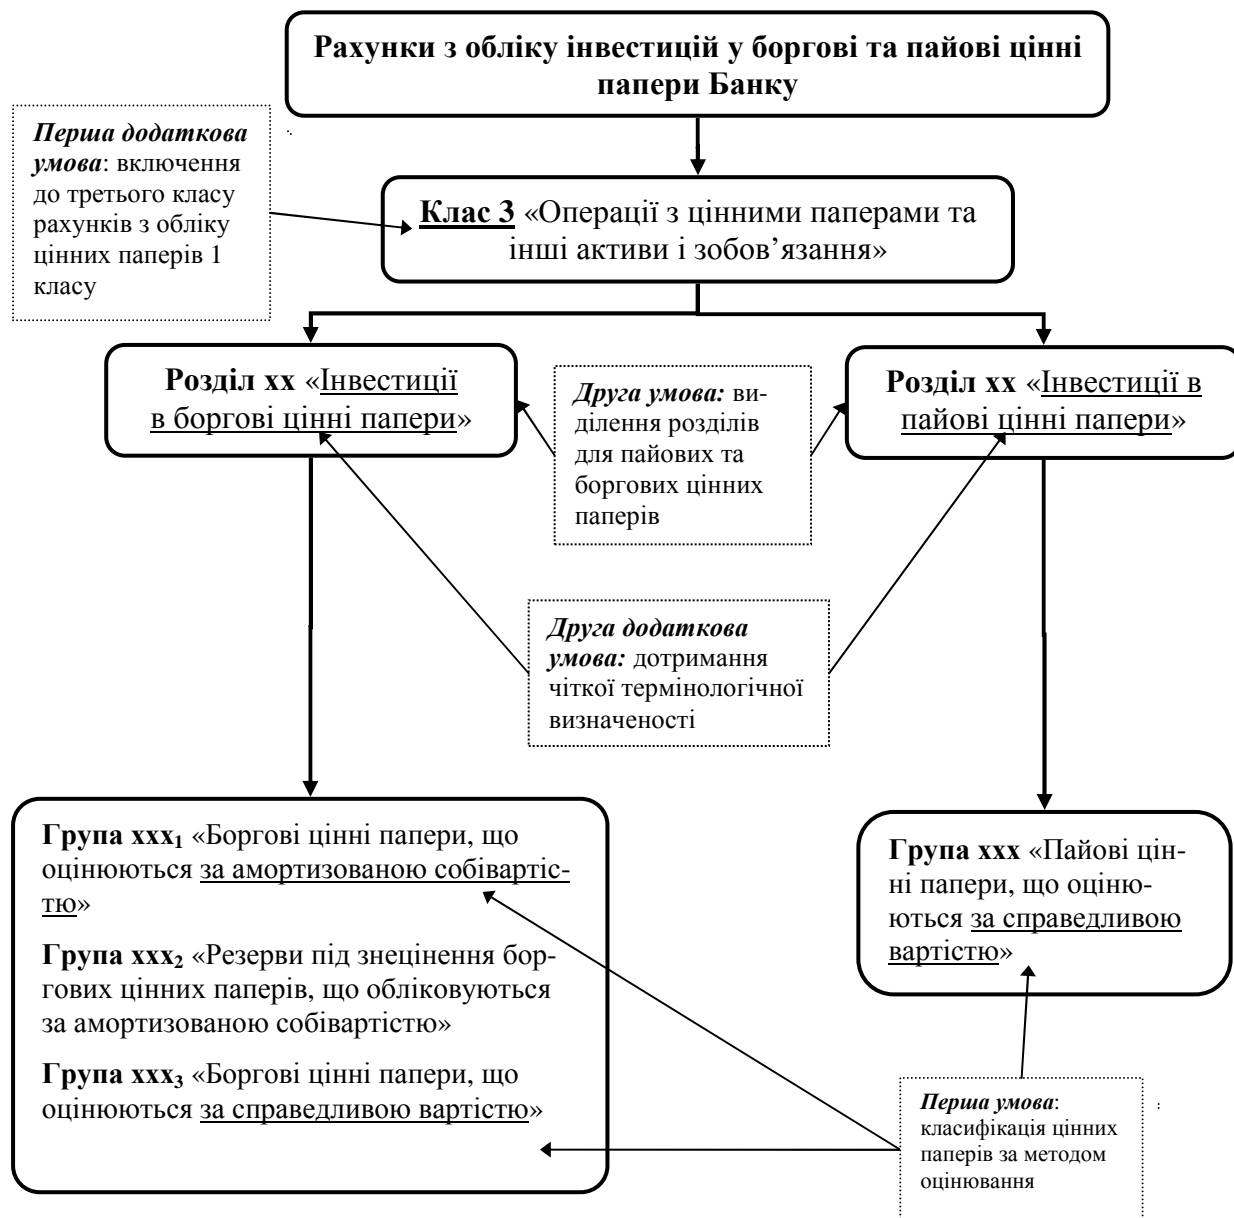 Рахунки з обліку інвестицій у боргові та пайові цінні
папери Банку
Перша додаткова
умова: включення
до третього класу
рахунків з обліку
цінних паперів 1
класу
Клас 3 «Операції з цінними паперами та
інші активи і зобов’язання»
Розділ хх «Інвестиції
в боргові цінні папери»
Друга умова: ви-
ділення розділів
для пайових та
боргових цінних
паперів
Розділ хх «Інвестиції в
пайові цінні папери»
Друга додаткова
умова: дотримання
чіткої термінологічної
визначеності
Група ххх₁ «Боргові цінні папери, що
оцінюються за амортизованою собівартіс-
тю»
Група ххх₂ «Резерви під знецінення бор-
гових цінних паперів, що обліковуються
за амортизованою собівартістю»
Група ххх₃ «Боргові цінні папери, що
оцінюються за справедливою вартістю»
Група ххх «Пайові цін-
ні папери, що оціню-
ються за справедливою
вартістю»
Перша умова:
класифікація цінних
паперів за методом
оцінювання